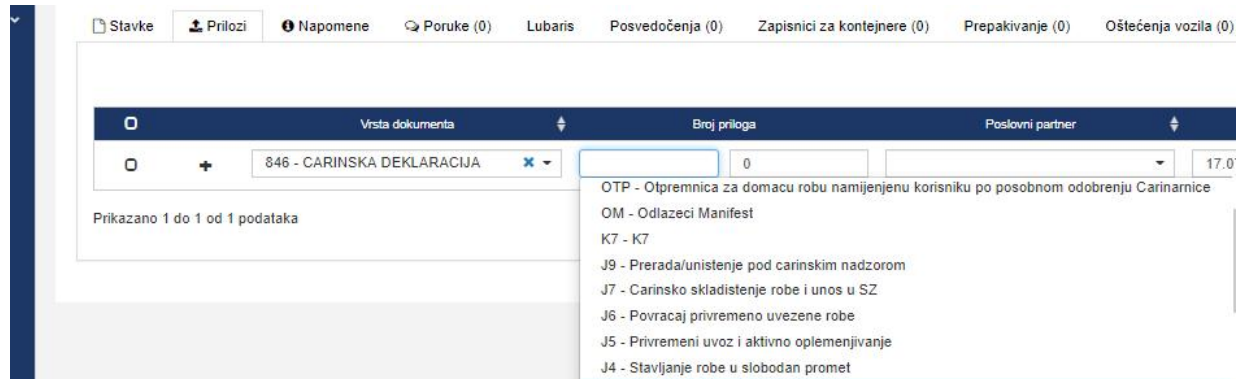 Stavke Prilozi Napomene Poruke (0) Lubaris Posvedočenja (0) Zapisnici za kontejnere (0) Prepakivanje (0) Oštećenja vozila (0)
Vrsta dokumenta Broj priloga Poslovni partner
846 - CARINSKA DEKLARACIJA 0 17.0
OTP - Otpremnica za domacu robu namijenjenu korisniku po posobnom odobrenju Carinarnice
Prikazano 1 do 1 od 1 podataka OM - Odlazeci Manifest
K7 - K7
J9 - Prerada/unistenje pod carinskim nadzorom
J7 - Carinsko skladistenje robe i unos u SZ
J6 - Povracaj privremeno uvezene robe
J5 - Privremeni uvoz i aktivno oplemenjivanje
J4 - Stavljanje robe u slobodan promet